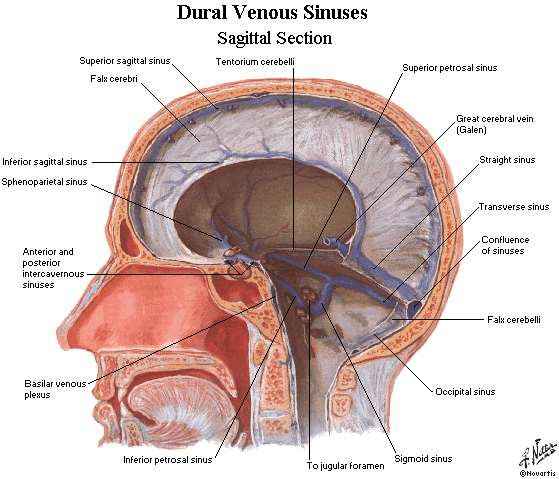 Dural Venous Sinuses
Sagittal Section
Superior sagittal sinus
Falx cerebri
Tentorium cerebelli
Superior petrosal sinus
Great cerebral vein
(Galen)
Inferior sagittal sinus
Straight sinus
Sphenoparietal sinus
Transverse sinus
Confluence
of sinuses
Anterior and
posterior
intercavernous
sinuses
Falx cerebelli
Basilar venous
plexus
Occipital sinus
Inferior petrosal sinus
To jugular foramen
Sigmoid sinus
©Novartis